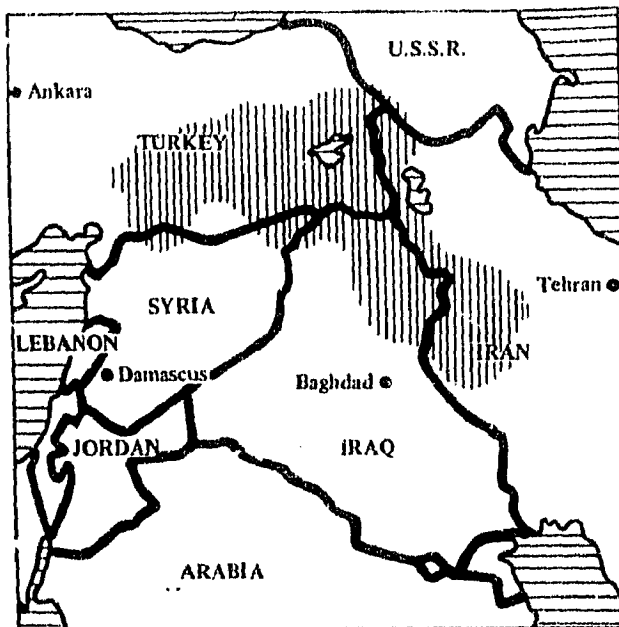 U.S.S.R.
Ankara
TURKEY
Tehran
SYRIA
LEBANON
IRAN
Damascus
Baghdad
JORDAN
IRAQ
ARABIA